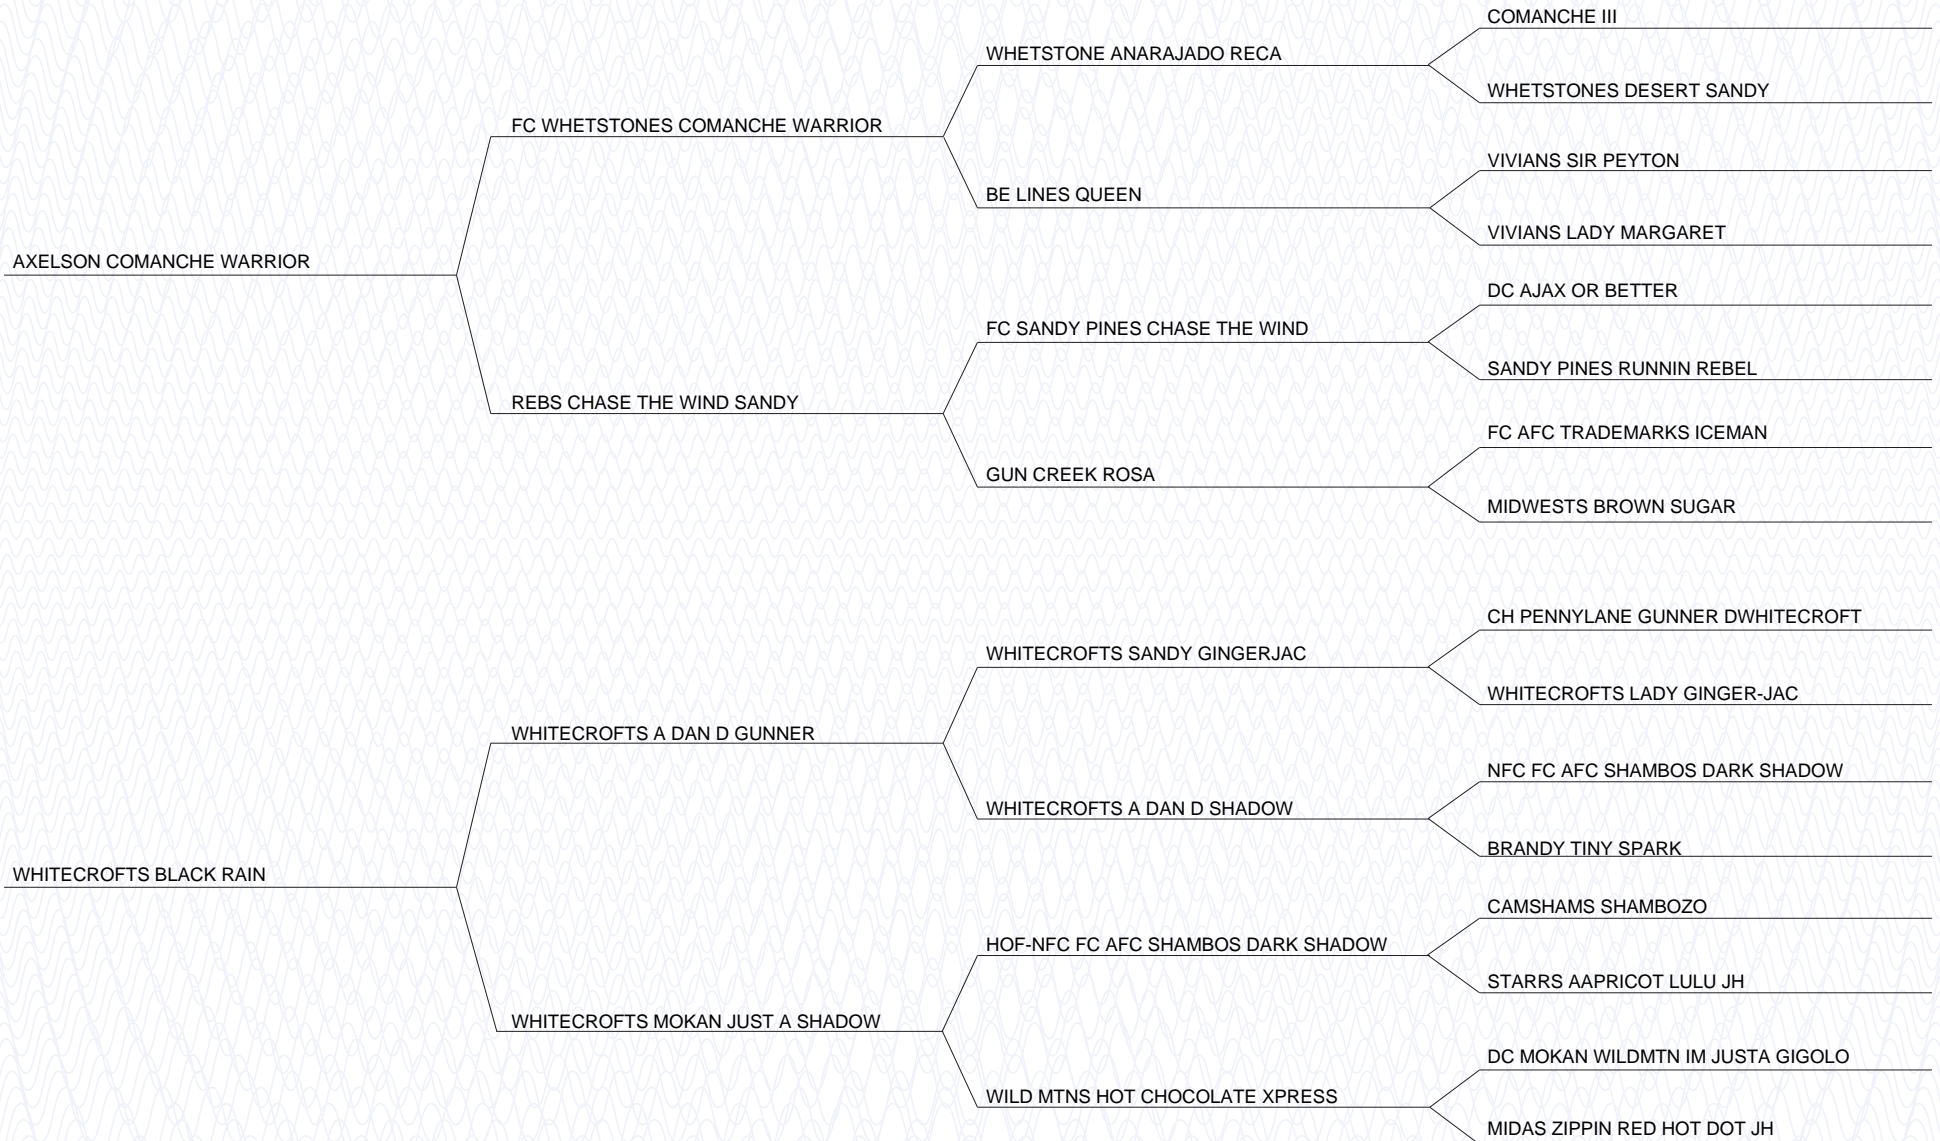 COMANCHE III
WHETSTONE ANARAJADO RECA
WHETSTONES DESERT SANDY
FC WHETSTONES COMANCHE WARRIOR
VIVIANS SIR PEYTON
BE LINES QUEEN
VIVIANS LADY MARGARET
AXELSON COMANCHE WARRIOR
DC AJAX OR BETTER
FC SANDY PINES CHASE THE WIND
SANDY PINES RUNNIN REBEL
REBS CHASE THE WIND SANDY
FC AFC TRADEMARKS ICEMAN
GUN CREEK ROSA
MIDWESTS BROWN SUGAR
CH PENNYLANE GUNNER DWHITECROFT
WHITECROFTS SANDY GINGERJAC
WHITECROFTS LADY GINGER-JAC
WHITECROFTS A DAN D GUNNER
NFC FC AFC SHAMBOS DARK SHADOW
WHITECROFTS A DAN D SHADOW
BRANDY TINY SPARK
WHITECROFTS BLACK RAIN
CAMSHAMS SHAMBOZO
HOF-NFC FC AFC SHAMBOS DARK SHADOW
STARRS AAPRICOT LULU JH
WHITECROFTS MOKAN JUST A SHADOW
DC MOKAN WILDMTN IM JUSTA GIGOLO
WILD MTNS HOT CHOCOLATE XPRESS
MIDAS ZIPPIN RED HOT DOT JH